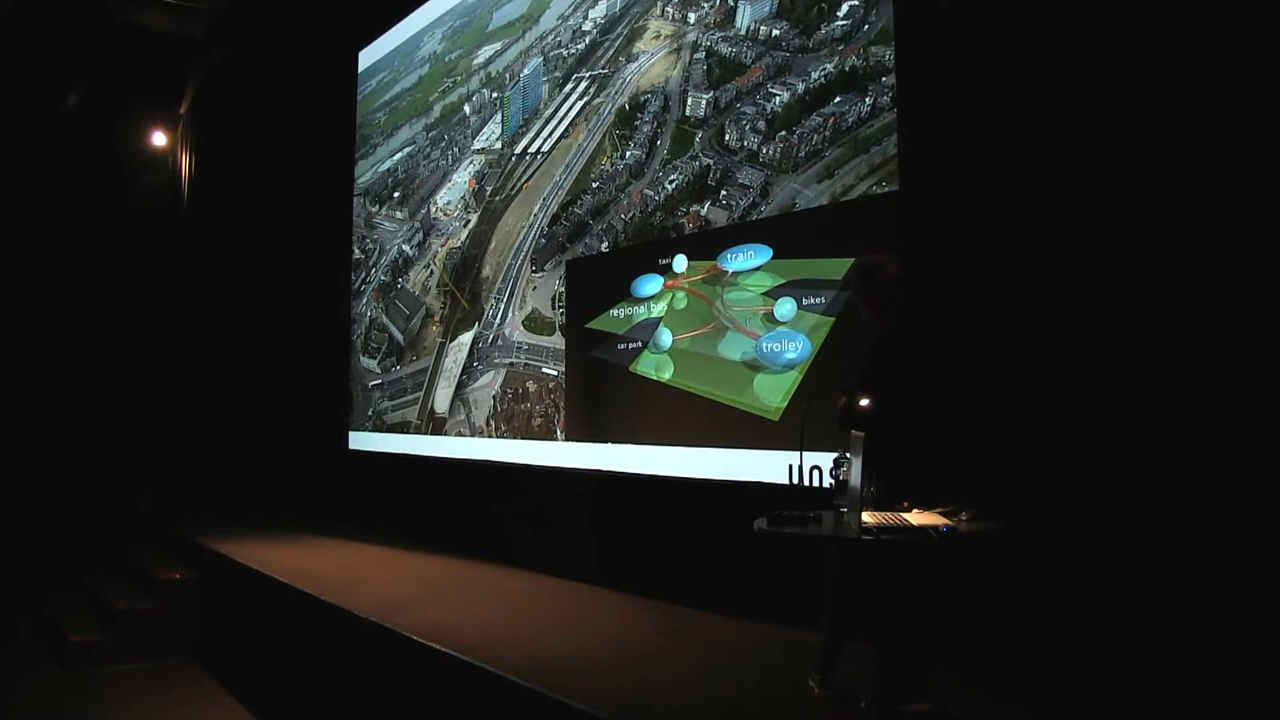 taxi
train
regional bus
bikes
car park
trolley
uns